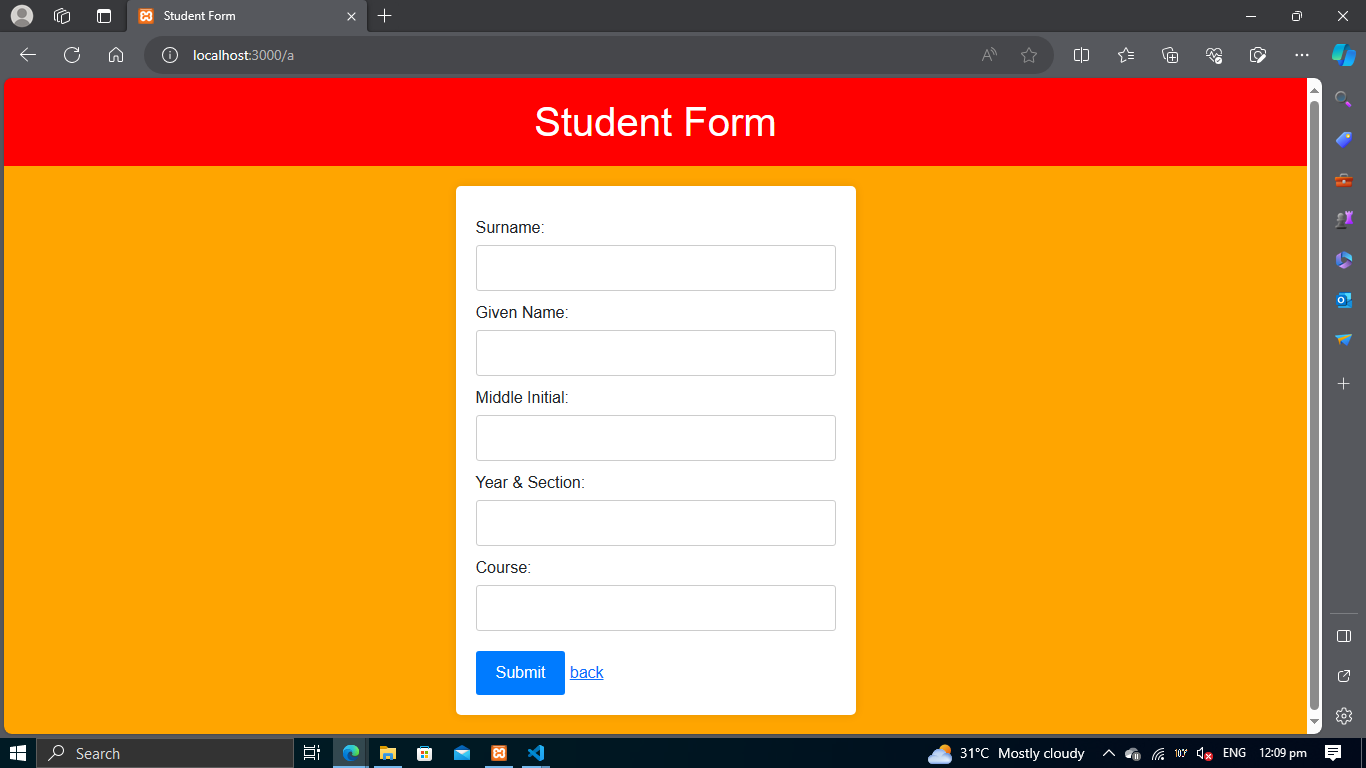 Student Form
localhost:3000/a
Student Form
Surname:
Given Name:
Middle Initial:
Year & Section:
Course:
Submit back
Search
31°C Mostly cloudy
ENG
12:09 pm